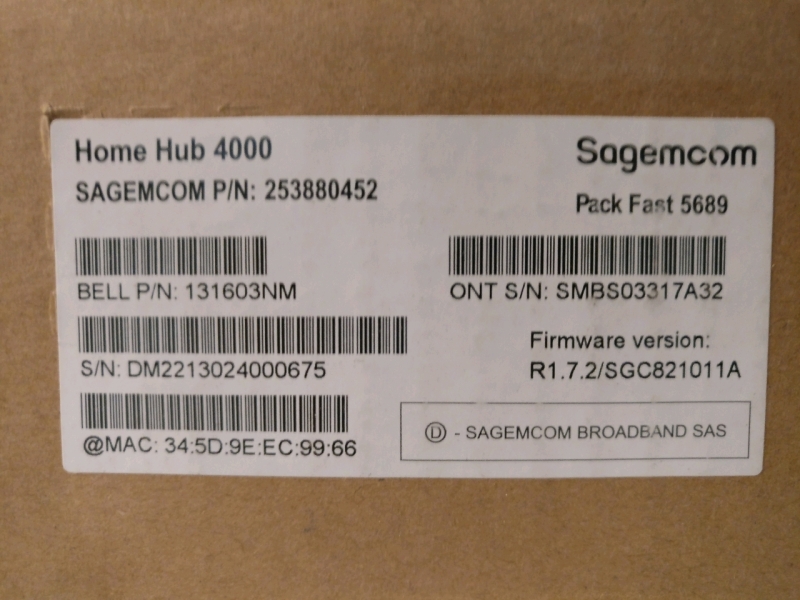 Home Hub 4000
Sagemcom
SAGEMCOM P/N: 253880452
Pack Fast 5689
BELL P/N: 131603NM
ONT S/N: SMBS03317A32
S/N: DM2213024000675
Firmware version:
R1.7.2/SGC821011A
@MAC: 34:5D:9E:EC:99:66
Ⓓ - SAGEMCOM BROADBAND SAS